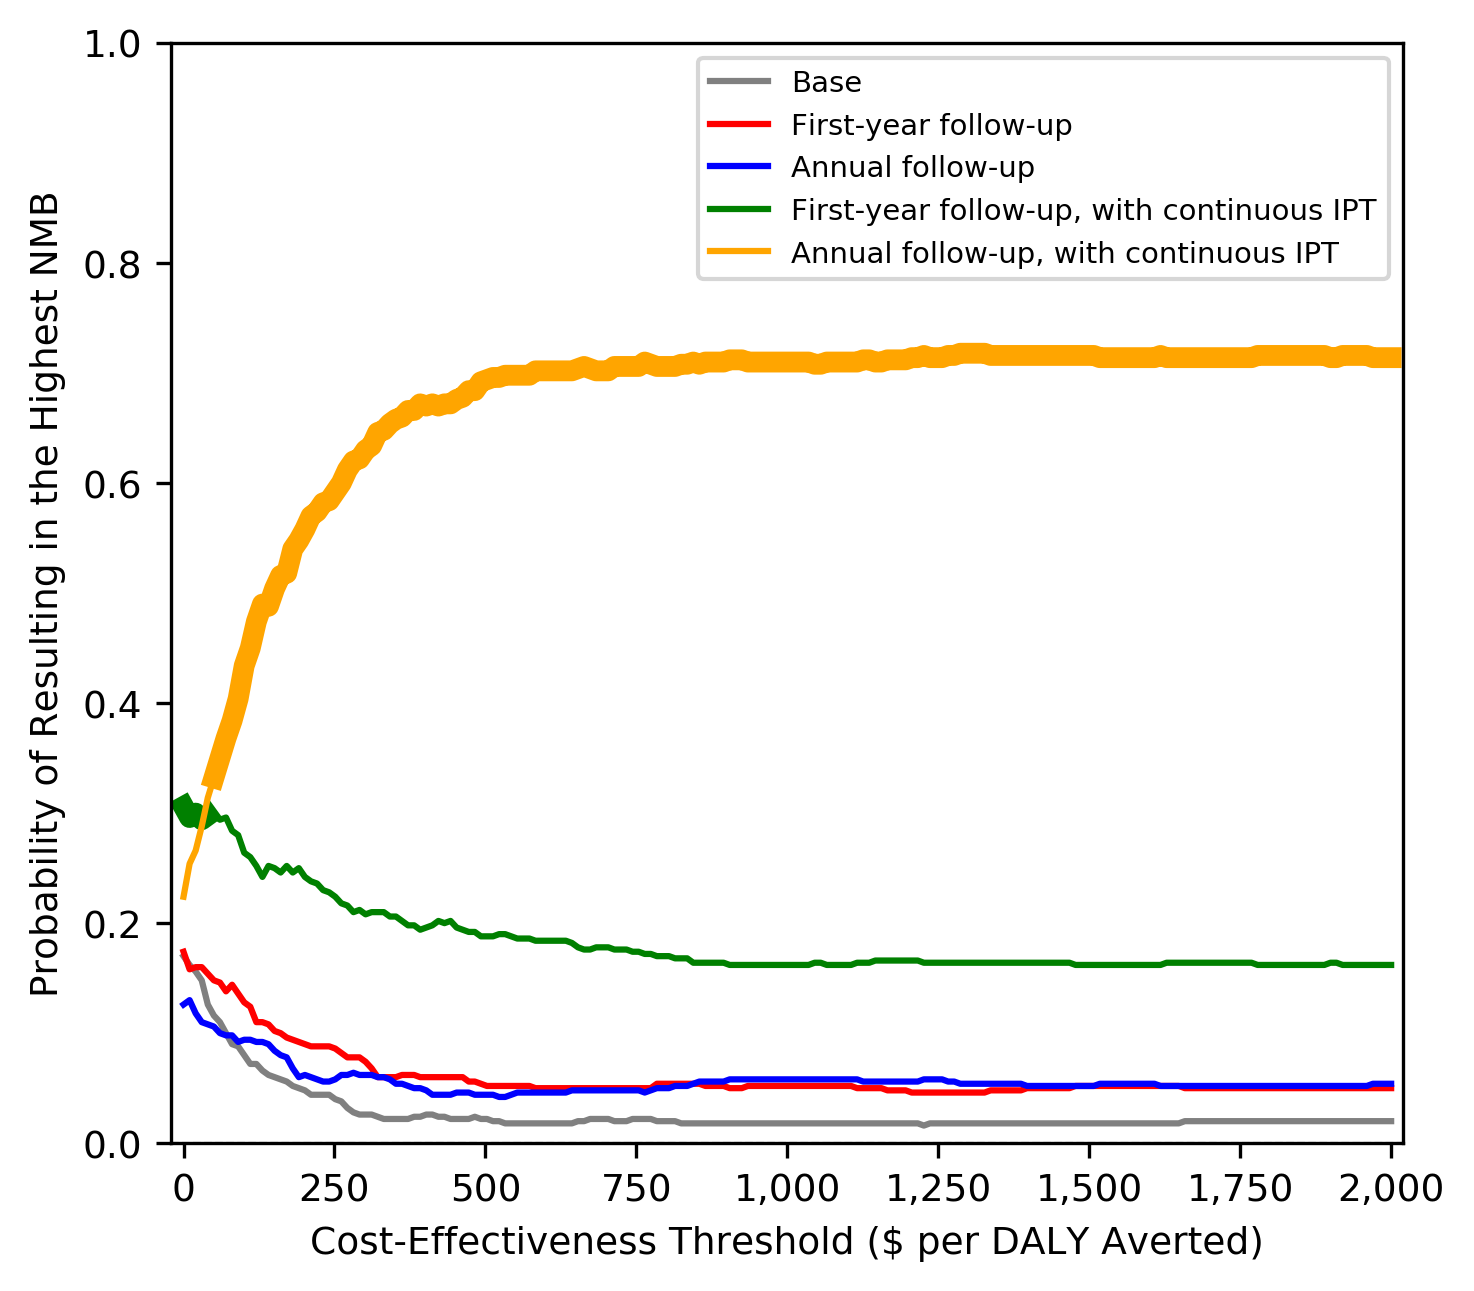 1.0
0.8
0.6
0.4
0.2
0.0
Probability of Resulting in the Highest NMB
Base
First-year follow-up
Annual follow-up
First-year follow-up, with continuous IPT
Annual follow-up, with continuous IPT
0 250 500 750 1,000 1,250 1,500 1,750 2,000
Cost-Effectiveness Threshold ($ per DALY Averted)